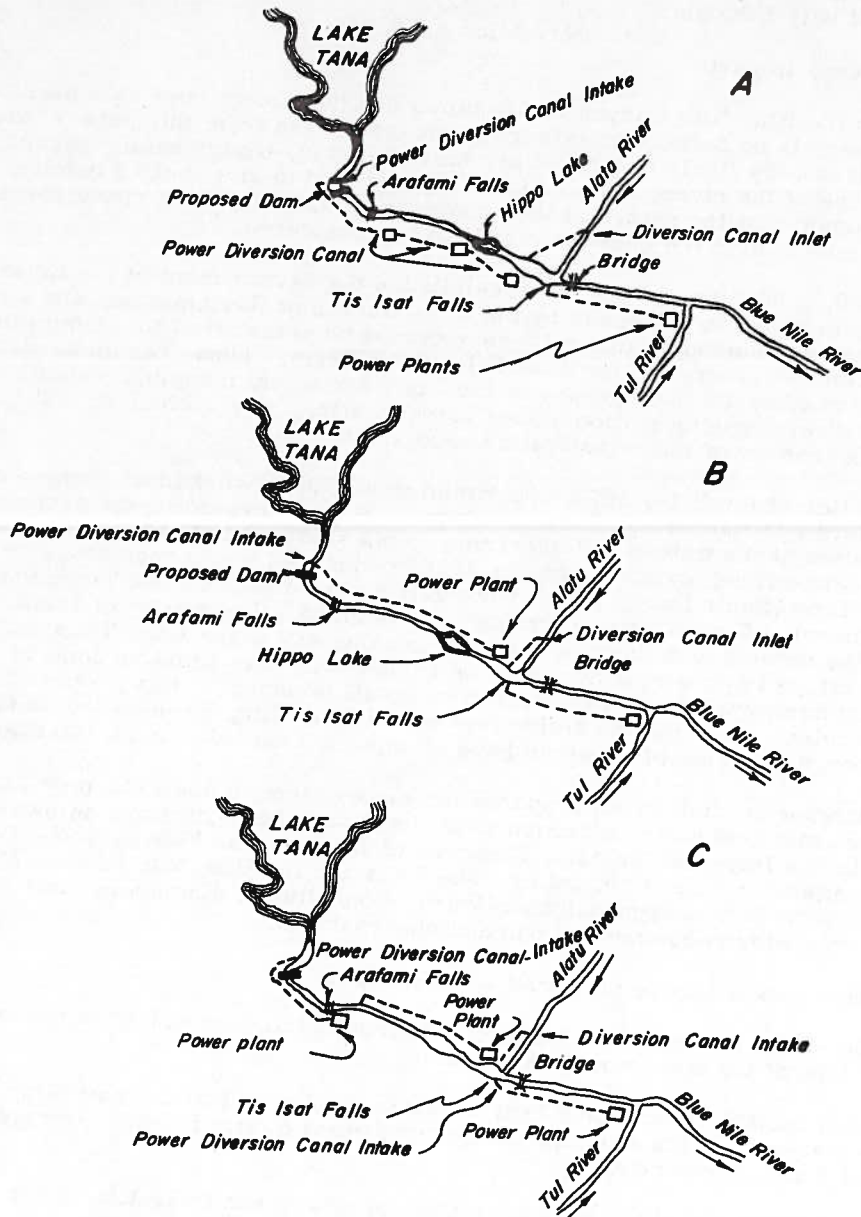 LAKE
TANA
A
Power Diversion Canal Intake
Proposed Dam
Arafami Falls
Hippo Lake
Alata River
Power Diversion Canal
Diversion Canal Inlet
Bridge
Tis Isat Falls
Power Plants
Tul River
Blue Nile River
LAKE
TANA
B
Power Diversion Canal Intake
Proposed Dam
Power Plant
Alatu River
Arafami Falls
Diversion Canal Inlet
Hippo Lake
Bridge
Tis Isat Falls
Tul River
Blue Nile River
LAKE
TANA
C
Power Diversion Canal-Intake
Arafami Falls
Alatu River
Power
Plant
Power plant
Diversion Canal Intake
Bridge
Tis Isat Falls
Power Diversion Canal Intake
Power Plant
Tul River
Blue Nile River